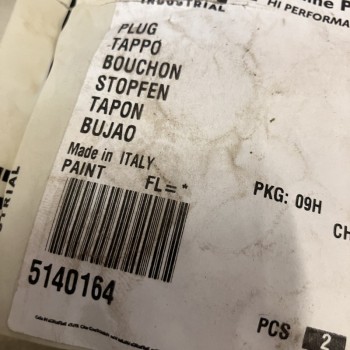 INDUSTRIAL
HI PERFORMA
PLUG
TAPPO
BOUCHON
STOPFEN
TAPON
BUJAO
Made in ITALY
PAINT FL=*
PKG: 09H
CH
5140164
PCS 2